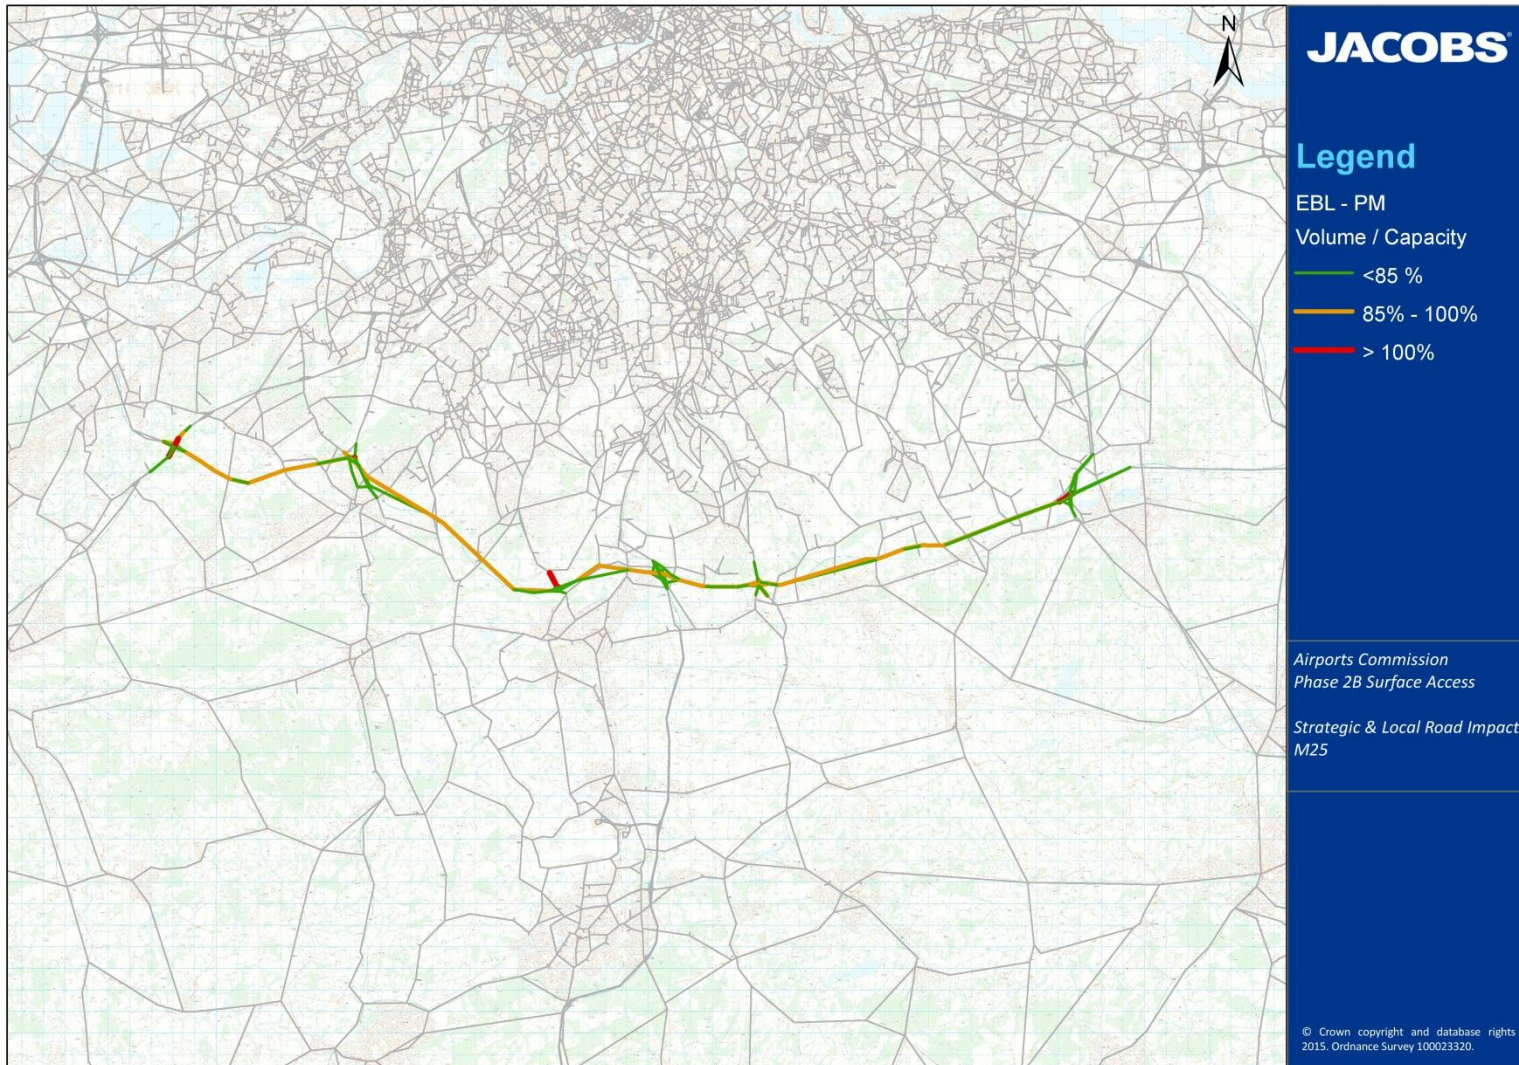 N
JACOBS
Legend
EBL - PM
Volume / Capacity
<85 %
85% - 100%
> 100%
Airports Commission
Phase 2B Surface Access
Strategic & Local Road Impact
M25
© Crown copyright and database rights
2015. Ordnance Survey 100023320.